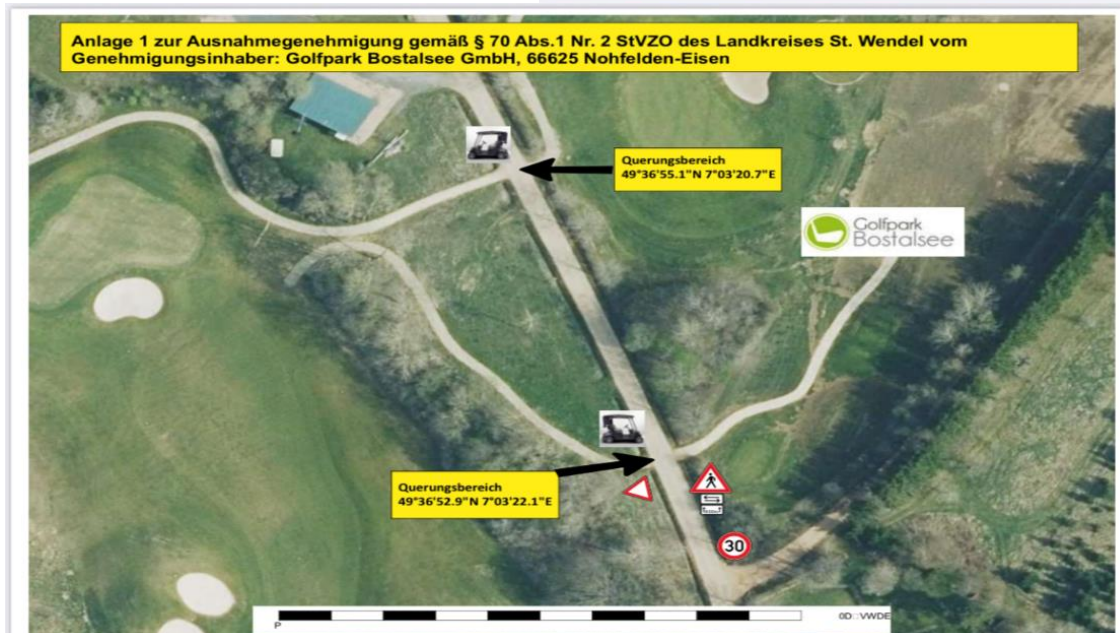 Anlage 1 zur Ausnahmegenehmigung gemäß § 70 Abs.1 Nr. 2 StVZO des Landkreises St. Wendel vom
Genehmigungsinhaber: Golfpark Bostalsee GmbH, 66625 Nohfelden-Eisen
Querungsbereich
49°36'55.1"N 7°03'20.7"E
Golfpark
Bostalsee
Querungsbereich
49°36'52.9"N 7°03'22.1"E
30
P